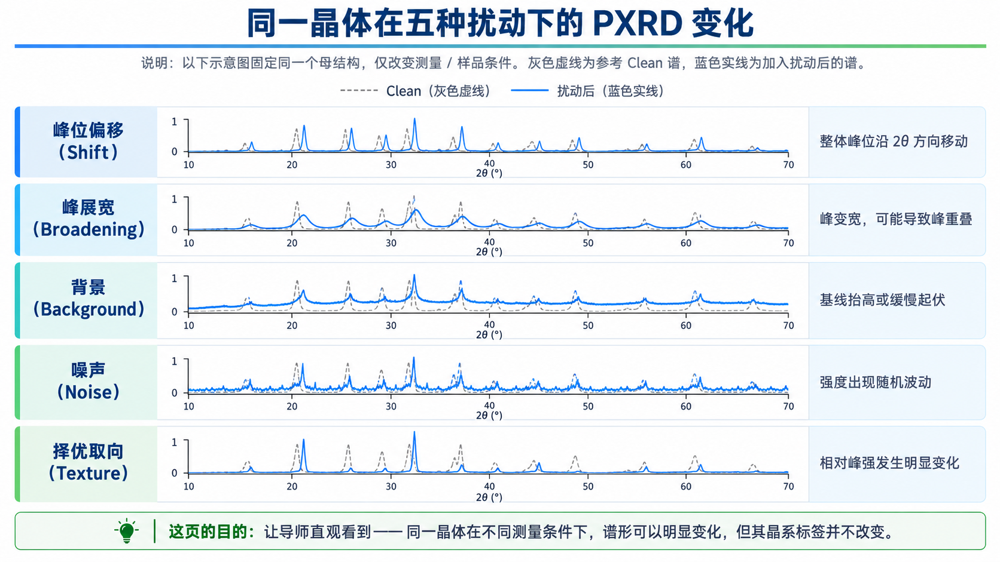 同一晶体在五种扰动下的 PXRD 变化
说明：以下示意图固定同一个母结构，仅改变测量 / 样品条件。灰色虚线为参考 Clean 谱，蓝色实线为加入扰动后的谱。
Clean（灰色虚线） 扰动后（蓝色实线）
峰位偏移
（Shift）
1
0
10 20 30 40 50 60 70
2θ (°)
整体峰位沿 2θ 方向移动
峰展宽
（Broadening）
1
0
10 20 30 40 50 60 70
2θ (°)
峰变宽，可能导致峰重叠
背景
（Background）
1
0
10 20 30 40 50 60 70
2θ (°)
基线抬高或缓慢起伏
噪声
（Noise）
1
0
10 20 30 40 50 60 70
2θ (°)
强度出现随机波动
择优取向
（Texture）
1
0
10 20 30 40 50 60 70
2θ (°)
相对峰强发生明显变化
这页的目的：让导师直观看到—— 同一晶体在不同测量条件下，谱形可以明显变化，但其晶系标签并不改变。